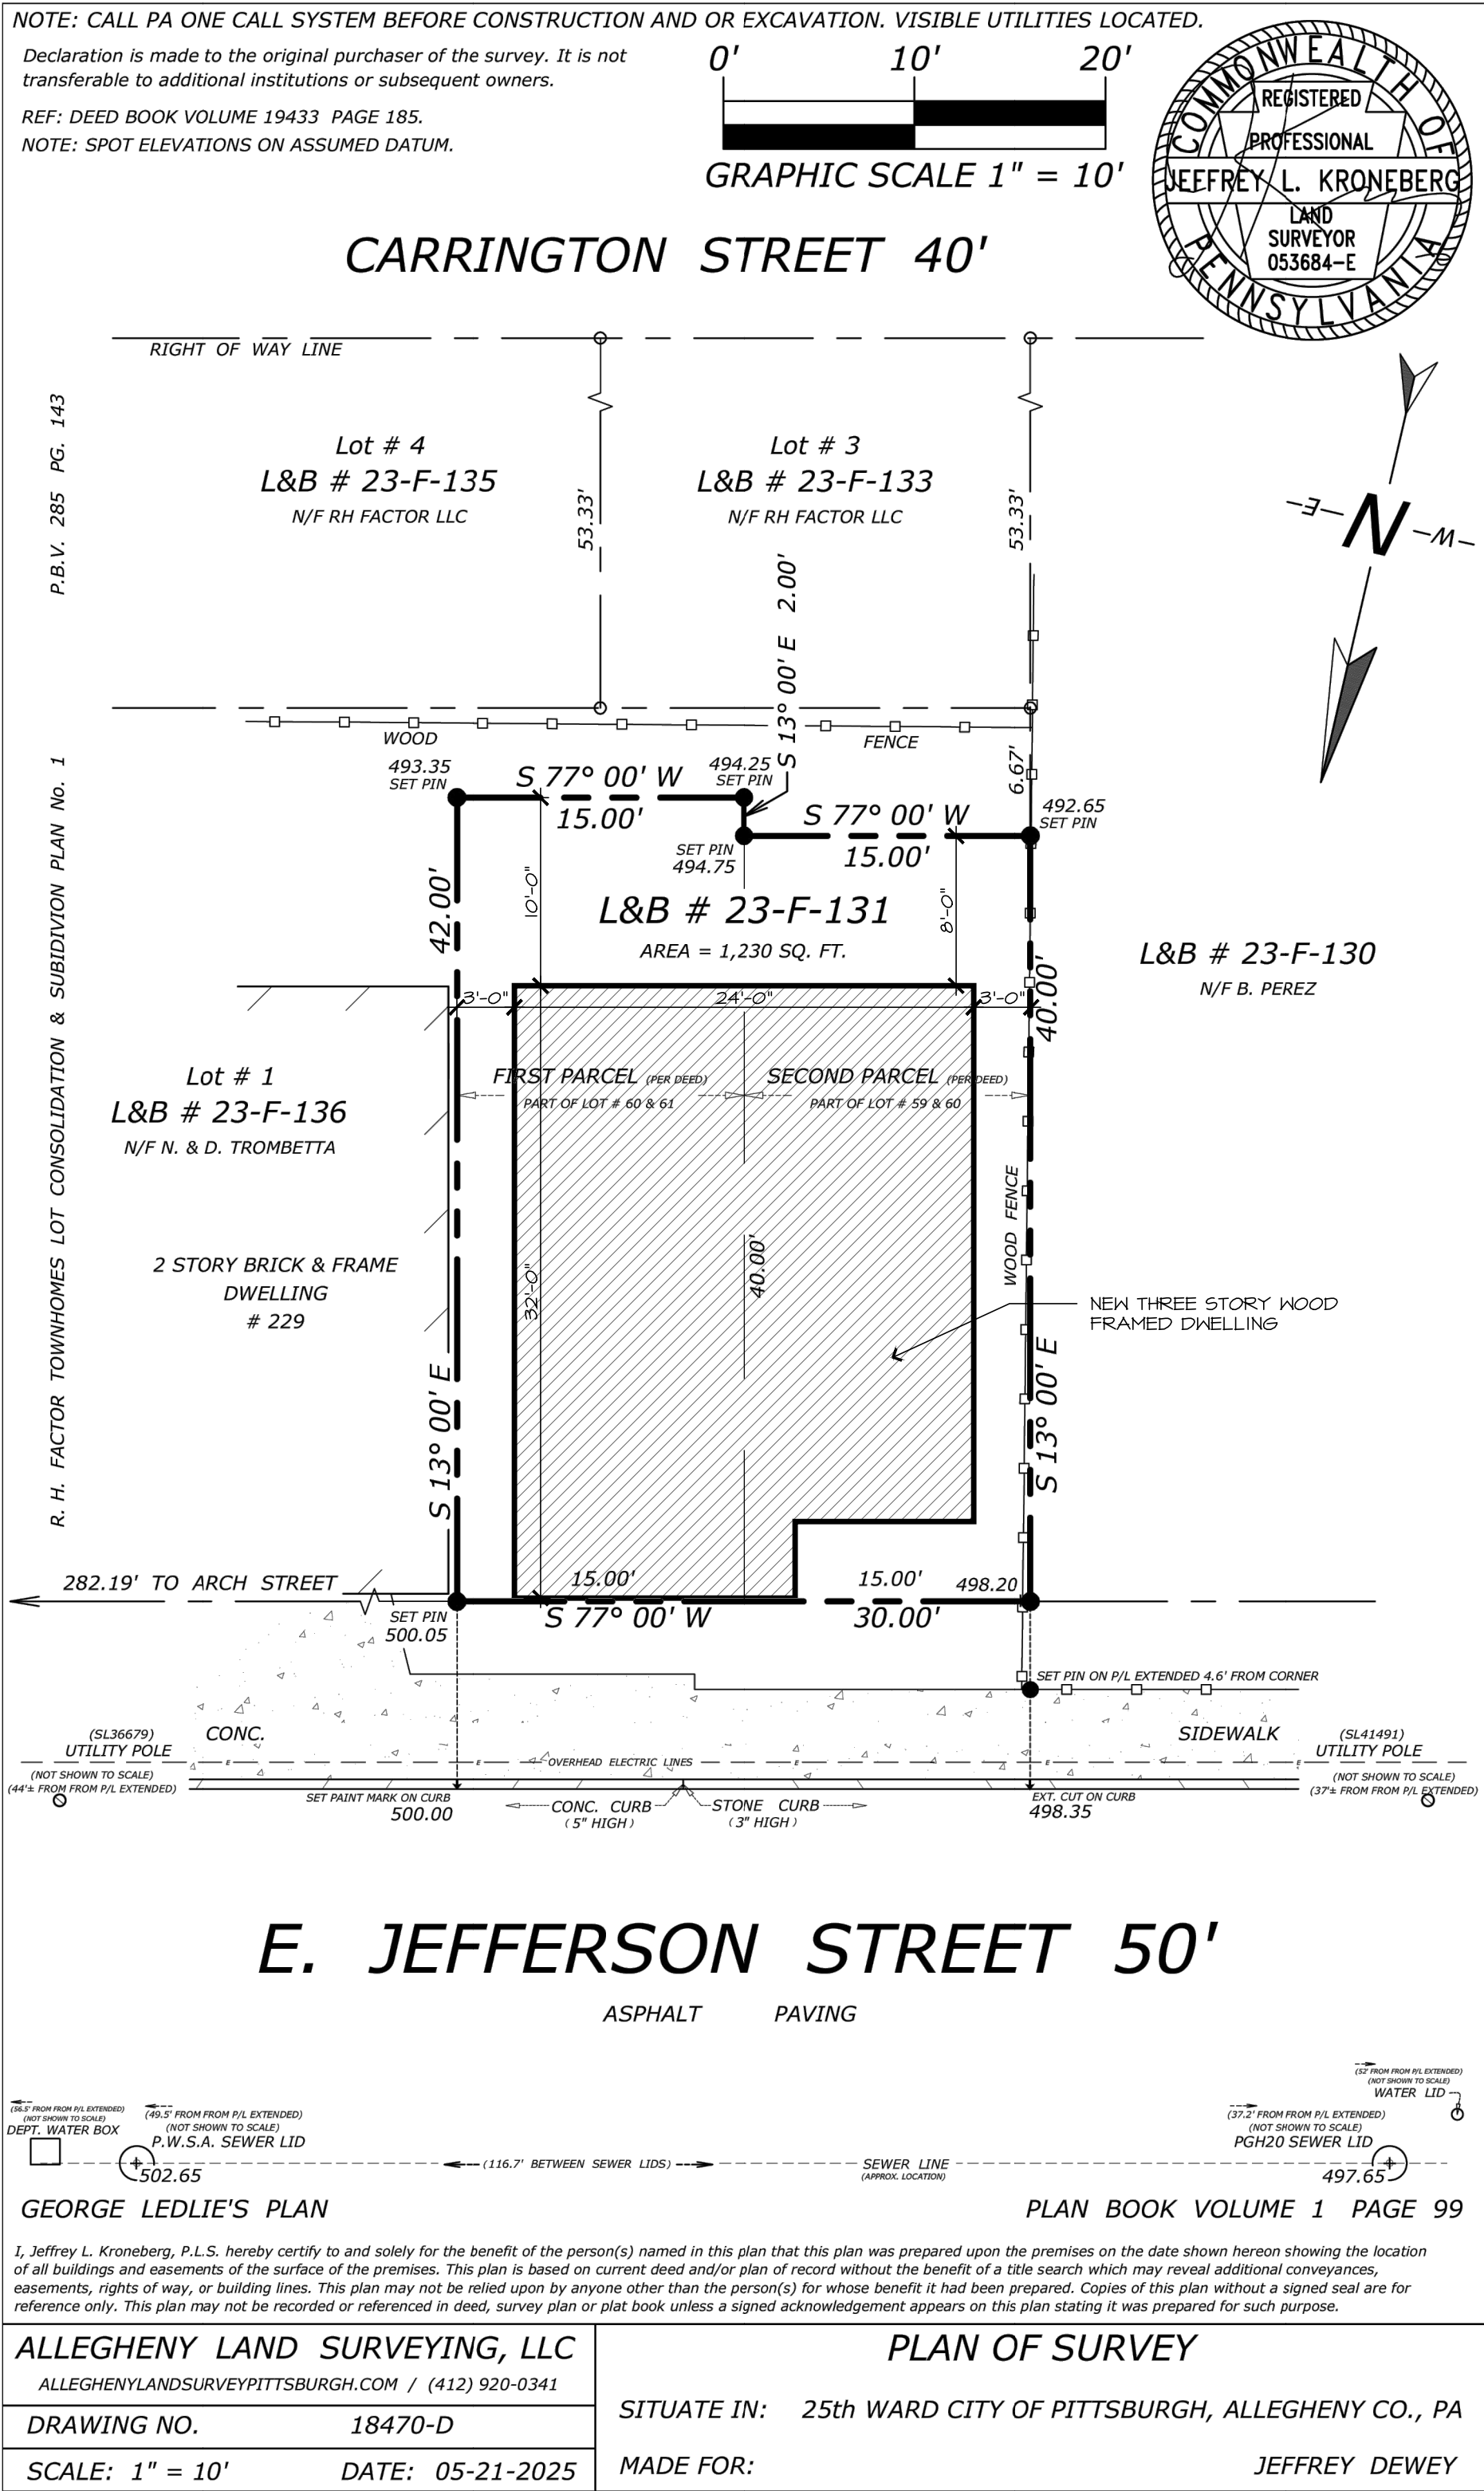 NOTE: CALL PA ONE CALL SYSTEM BEFORE CONSTRUCTION AND OR EXCAVATION. VISIBLE UTILITIES LOCATED.
Declaration is made to the original purchaser of the survey. It is not
transferable to additional institutions or subsequent owners.
REF: DEED BOOK VOLUME 19433 PAGE 185.
NOTE: SPOT ELEVATIONS ON ASSUMED DATUM.
0' 10' 20'
GRAPHIC SCALE 1" = 10'
COMMONWEALTH OF
REGISTERED
PROFESSIONAL
JEFFREY L. KRONEBERG
LAND
SURVEYOR
053684-E
PENNSYLVANIA
CARRINGTON STREET 40'
RIGHT OF WAY LINE
P.B.V. 285 PG. 143
R. H. FACTOR TOWNHOMES LOT CONSOLIDATION & SUBIDIVION PLAN No. 1
Lot # 4
L&B # 23-F-135
N/F RH FACTOR LLC
53.33'
Lot # 3
L&B # 23-F-133
N/F RH FACTOR LLC
53.33'
-E- N -W-
S 13° 00' E 2.00'
WOOD FENCE
6.67'
493.35
SET PIN
S 77° 00' W
15.00'
494.25
SET PIN
S 77° 00' W
15.00'
492.65
SET PIN
SET PIN
494.75
42.00'
10'-0"
L&B # 23-F-131
AREA = 1,230 SQ. FT.
8'-0"
40.00'
L&B # 23-F-130
N/F B. PEREZ
3'-0" 24'-0" 3'-0"
Lot # 1
L&B # 23-F-136
N/F N. & D. TROMBETTA
FIRST PARCEL (PER DEED)
PART OF LOT # 60 & 61
SECOND PARCEL (PER DEED)
PART OF LOT # 59 & 60
2 STORY BRICK & FRAME
DWELLING
# 229
32'-0"
40.00'
WOOD FENCE
NEW THREE STORY WOOD
FRAMED DWELLING
S 13° 00' E
S 13° 00' E
282.19' TO ARCH STREET
SET PIN
500.05
15.00'
S 77° 00' W
15.00'
30.00'
498.20
SET PIN ON P/L EXTENDED 4.6' FROM CORNER
(SL36679)
UTILITY POLE
(NOT SHOWN TO SCALE)
(44'± FROM FROM P/L EXTENDED)
CONC.
SIDEWALK
(SL41491)
UTILITY POLE
(NOT SHOWN TO SCALE)
(37'± FROM FROM P/L EXTENDED)
E E OVERHEAD ELECTRIC LINES E E E
SET PAINT MARK ON CURB
500.00
CONC. CURB
(5" HIGH)
STONE CURB
(3" HIGH)
EXT. CUT ON CURB
498.35
E. JEFFERSON STREET 50'
ASPHALT PAVING
(56.5' FROM FROM P/L EXTENDED)
(NOT SHOWN TO SCALE)
DEPT. WATER BOX
(49.5' FROM FROM P/L EXTENDED)
(NOT SHOWN TO SCALE)
P.W.S.A. SEWER LID
502.65
(116.7' BETWEEN SEWER LIDS)
SEWER LINE
(APPROX. LOCATION)
(52' FROM FROM P/L EXTENDED)
(NOT SHOWN TO SCALE)
WATER LID
(37.2' FROM FROM P/L EXTENDED)
(NOT SHOWN TO SCALE)
PGH20 SEWER LID
497.65
GEORGE LEDLIE'S PLAN
PLAN BOOK VOLUME 1 PAGE 99
I, Jeffrey L. Kroneberg, P.L.S. hereby certify to and solely for the benefit of the person(s) named in this plan that this plan was prepared upon the premises on the date shown hereon showing the location
of all buildings and easements of the surface of the premises. This plan is based on current deed and/or plan of record without the benefit of a title search which may reveal additional conveyances,
easements, rights of way, or building lines. This plan may not be relied upon by anyone other than the person(s) for whose benefit it had been prepared. Copies of this plan without a signed seal are for
reference only. This plan may not be recorded or referenced in deed, survey plan or plat book unless a signed acknowledgement appears on this plan stating it was prepared for such purpose.
ALLEGHENY LAND SURVEYING, LLC
ALLEGHENYLANDSURVEYPITTSBURGH.COM / (412) 920-0341
DRAWING NO. 18470-D
SCALE: 1" = 10' DATE: 05-21-2025
PLAN OF SURVEY
SITUATE IN: 25th WARD CITY OF PITTSBURGH, ALLEGHENY CO., PA
MADE FOR: JEFFREY DEWEY